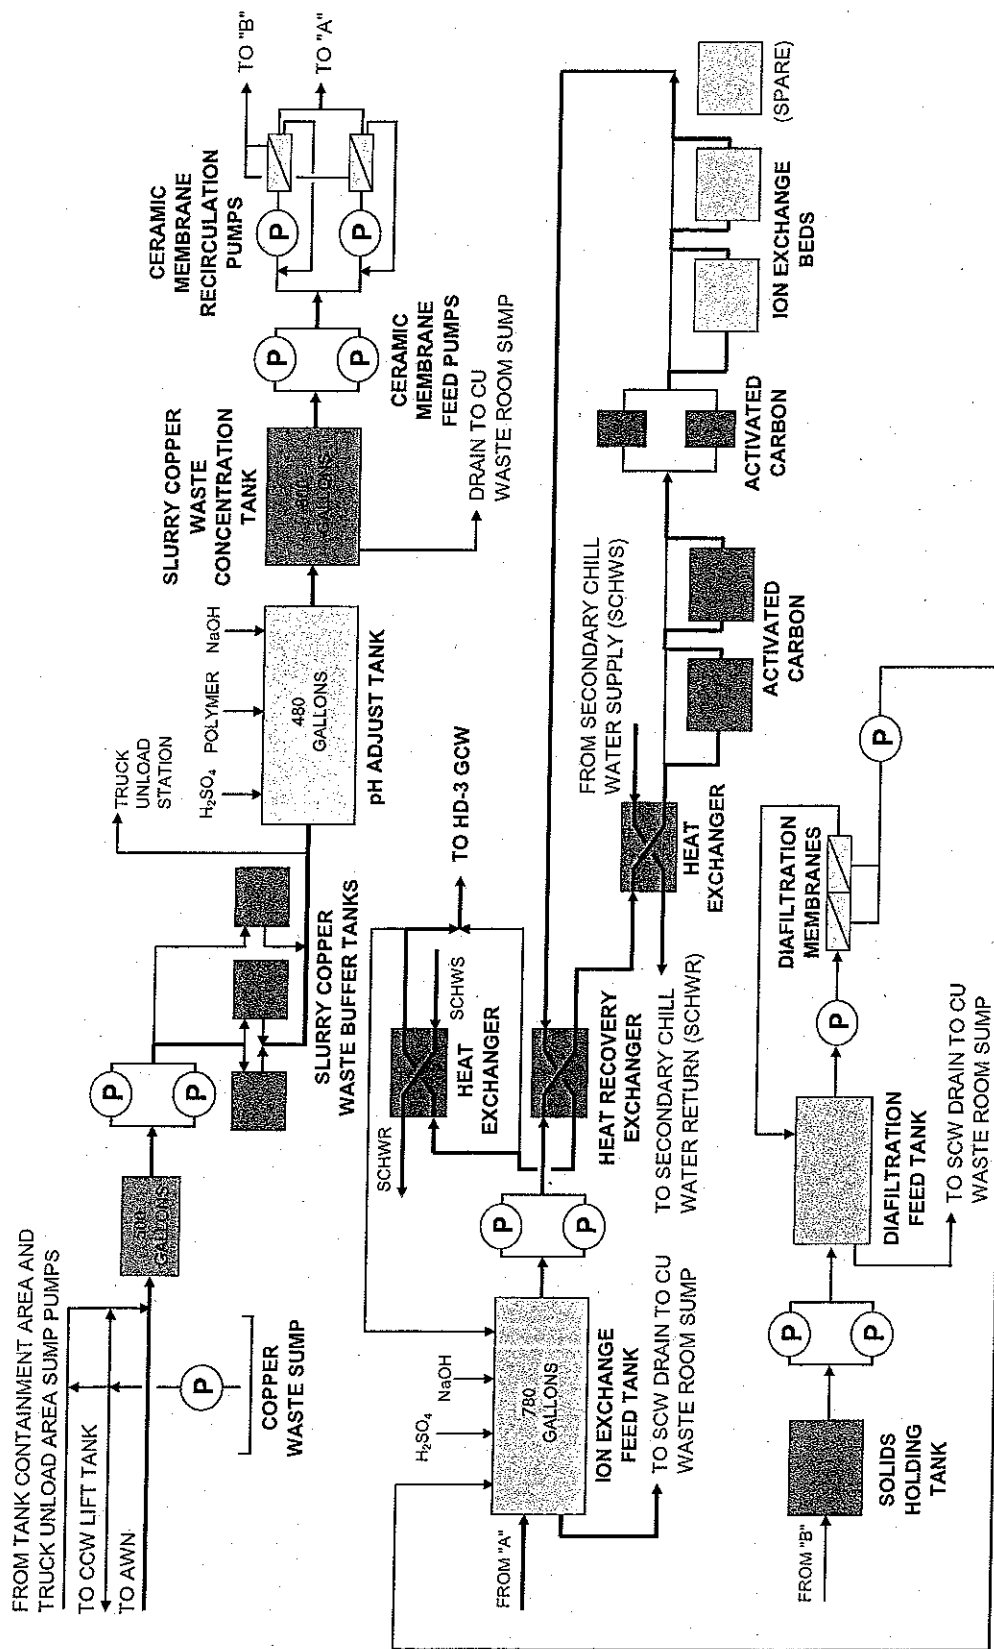 FROM TANK CONTAINMENT AREA AND
TRUCK UNLOAD AREA SUMP PUMPS
TO CCW LIFT TANK
TO AWN
P
COPPER
WASTE SUMP
GALLONS
P
P
SLURRY COPPER
WASTE BUFFER TANKS
TRUCK
UNLOAD
STATION
H₂SO₄
POLYMER
NaOH
480
GALLONS
pH ADJUST TANK
SLURRY COPPER
WASTE
CONCENTRATION
TANK
GALLONS
DRAIN TO CU
WASTE ROOM SUMP
P
P
CERAMIC
MEMBRANE
FEED PUMPS
CERAMIC
MEMBRANE
RECIRCULATION
PUMPS
P
P
TO "B"
TO "A"
FROM "A"
H₂SO₄
NaOH
780
GALLONS
ION EXCHANGE
FEED TANK
TO SCW DRAIN TO CU
WASTE ROOM SUMP
P
P
SCHWR
SCHWS
HEAT
EXCHANGER
TO HD-3 GCW
HEAT RECOVERY
EXCHANGER
TO SECONDARY CHILL
WATER RETURN (SCHWR)
FROM SECONDARY CHILL
WATER SUPPLY (SCHWS)
HEAT
EXCHANGER
ACTIVATED
CARBON
ACTIVATED
CARBON
ION EXCHANGE
BEDS
(SPARE)
FROM "B"
SOLIDS
HOLDING
TANK
P
P
DIAFILTRATION
FEED TANK
TO SCW DRAIN TO CU
WASTE ROOM SUMP
P
DIAFILTRATION
MEMBRANES
P